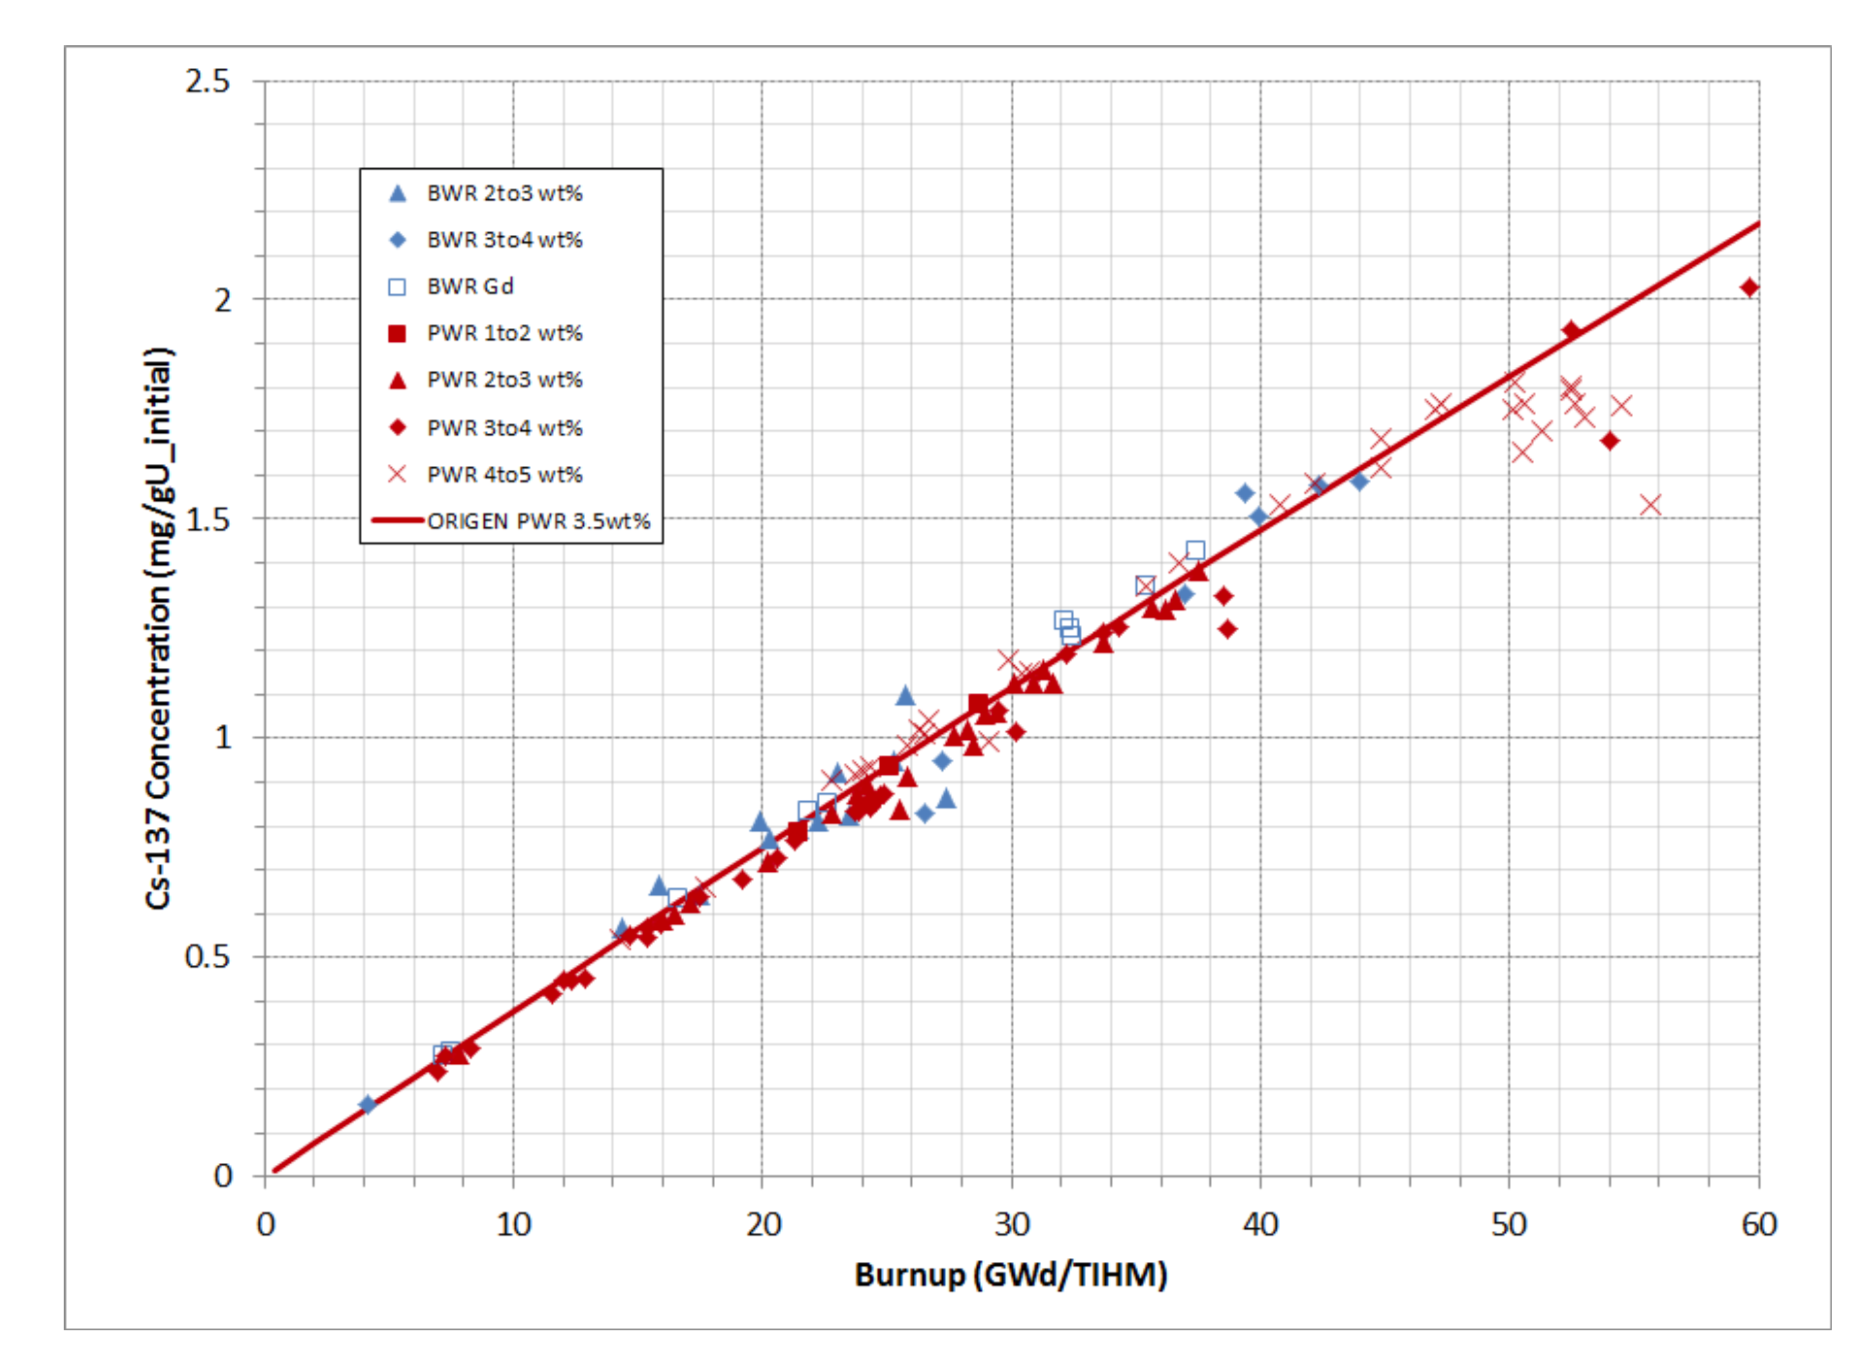 2.5
2
1.5
1
0.5
0
Cs-137 Concentration (mg/gU_initial)
BWR 2to3 wt%
BWR 3to4 wt%
BWR Gd
PWR 1to2 wt%
PWR 2to3 wt%
PWR 3to4 wt%
PWR 4to5 wt%
ORIGEN PWR 3.5wt%
0 10 20 30 40 50 60
Burnup (GWd/TIHM)